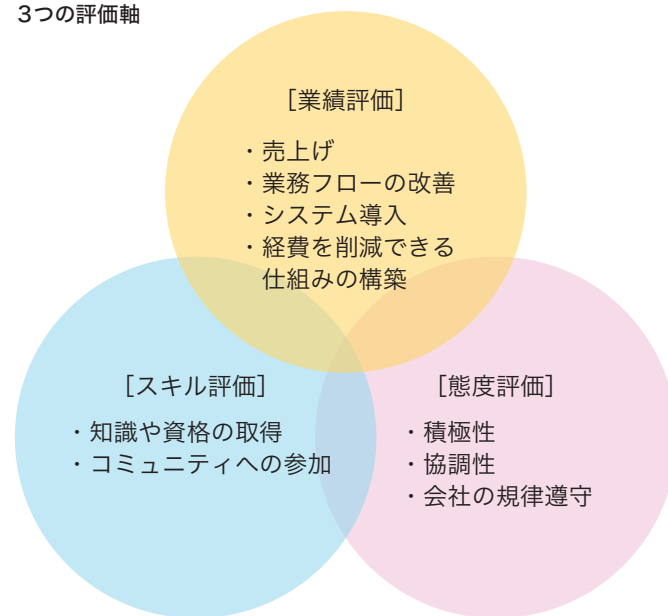 3つの評価軸
［業績評価］
・売上げ
・業務フローの改善
・システム導入
・経費を削減できる
仕組みの構築
［スキル評価］
・知識や資格の取得
・コミュニティへの参加
［態度評価］
・積極性
・協調性
・会社の規律遵守